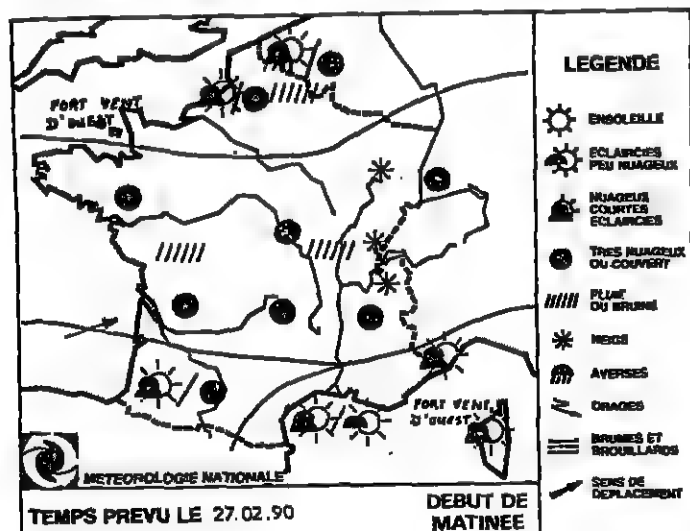 FORT VENT
D'OUEST
FORT VENT
D'OUEST
METEOROLOGIE NATIONALE
TEMPS PREVU LE 27.02.90
DEBUT DE
MATINEE
LEGENDE
ENSOLEILLE
ECLAIRCIES
PEU NUAGEUX
NUAGEUX
COURTES
ECLAIRCIES
TRES NUAGEUX
OU COUVERT
PLUIE
OU BRUINE
NEIGE
AVERSES
ORAGES
BRUMES ET
BROUILLARDS
SENS DE
DEPLACEMENT